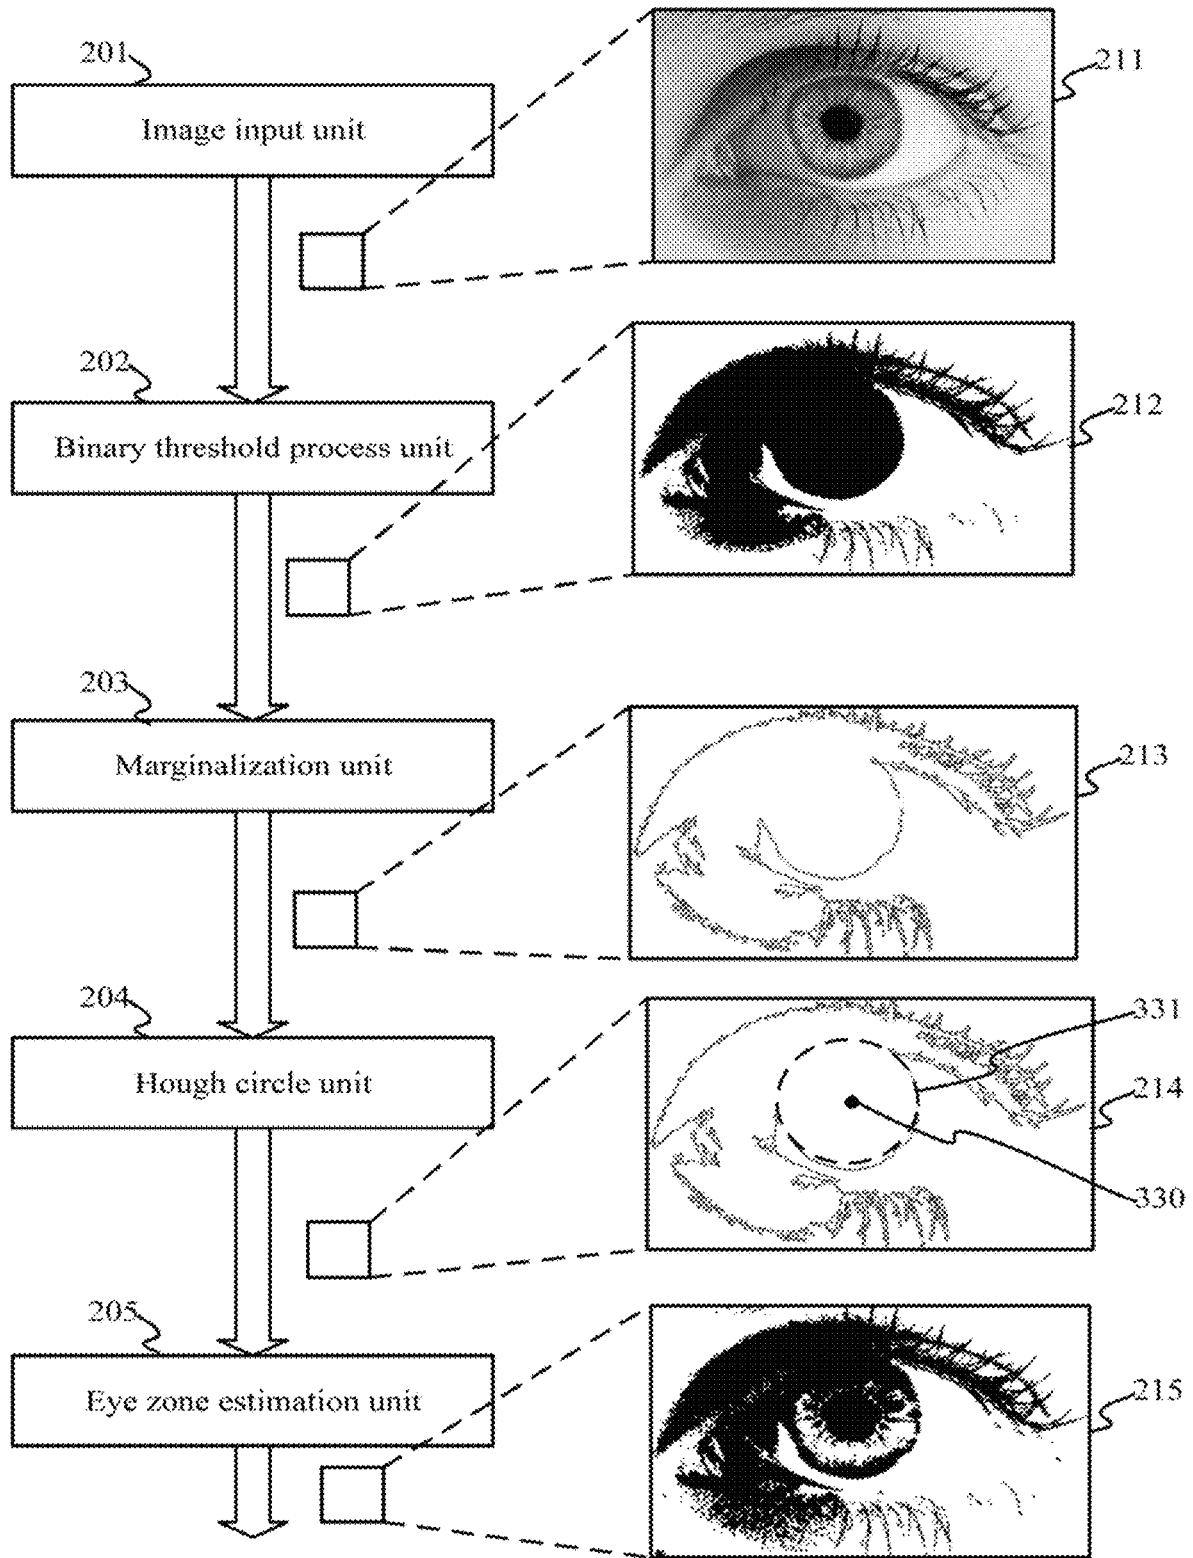 201
Image input unit
211
202
Binary threshold process unit
212
203
Marginalization unit
213
204
Hough circle unit
331
214
330
205
Eye zone estimation unit
215